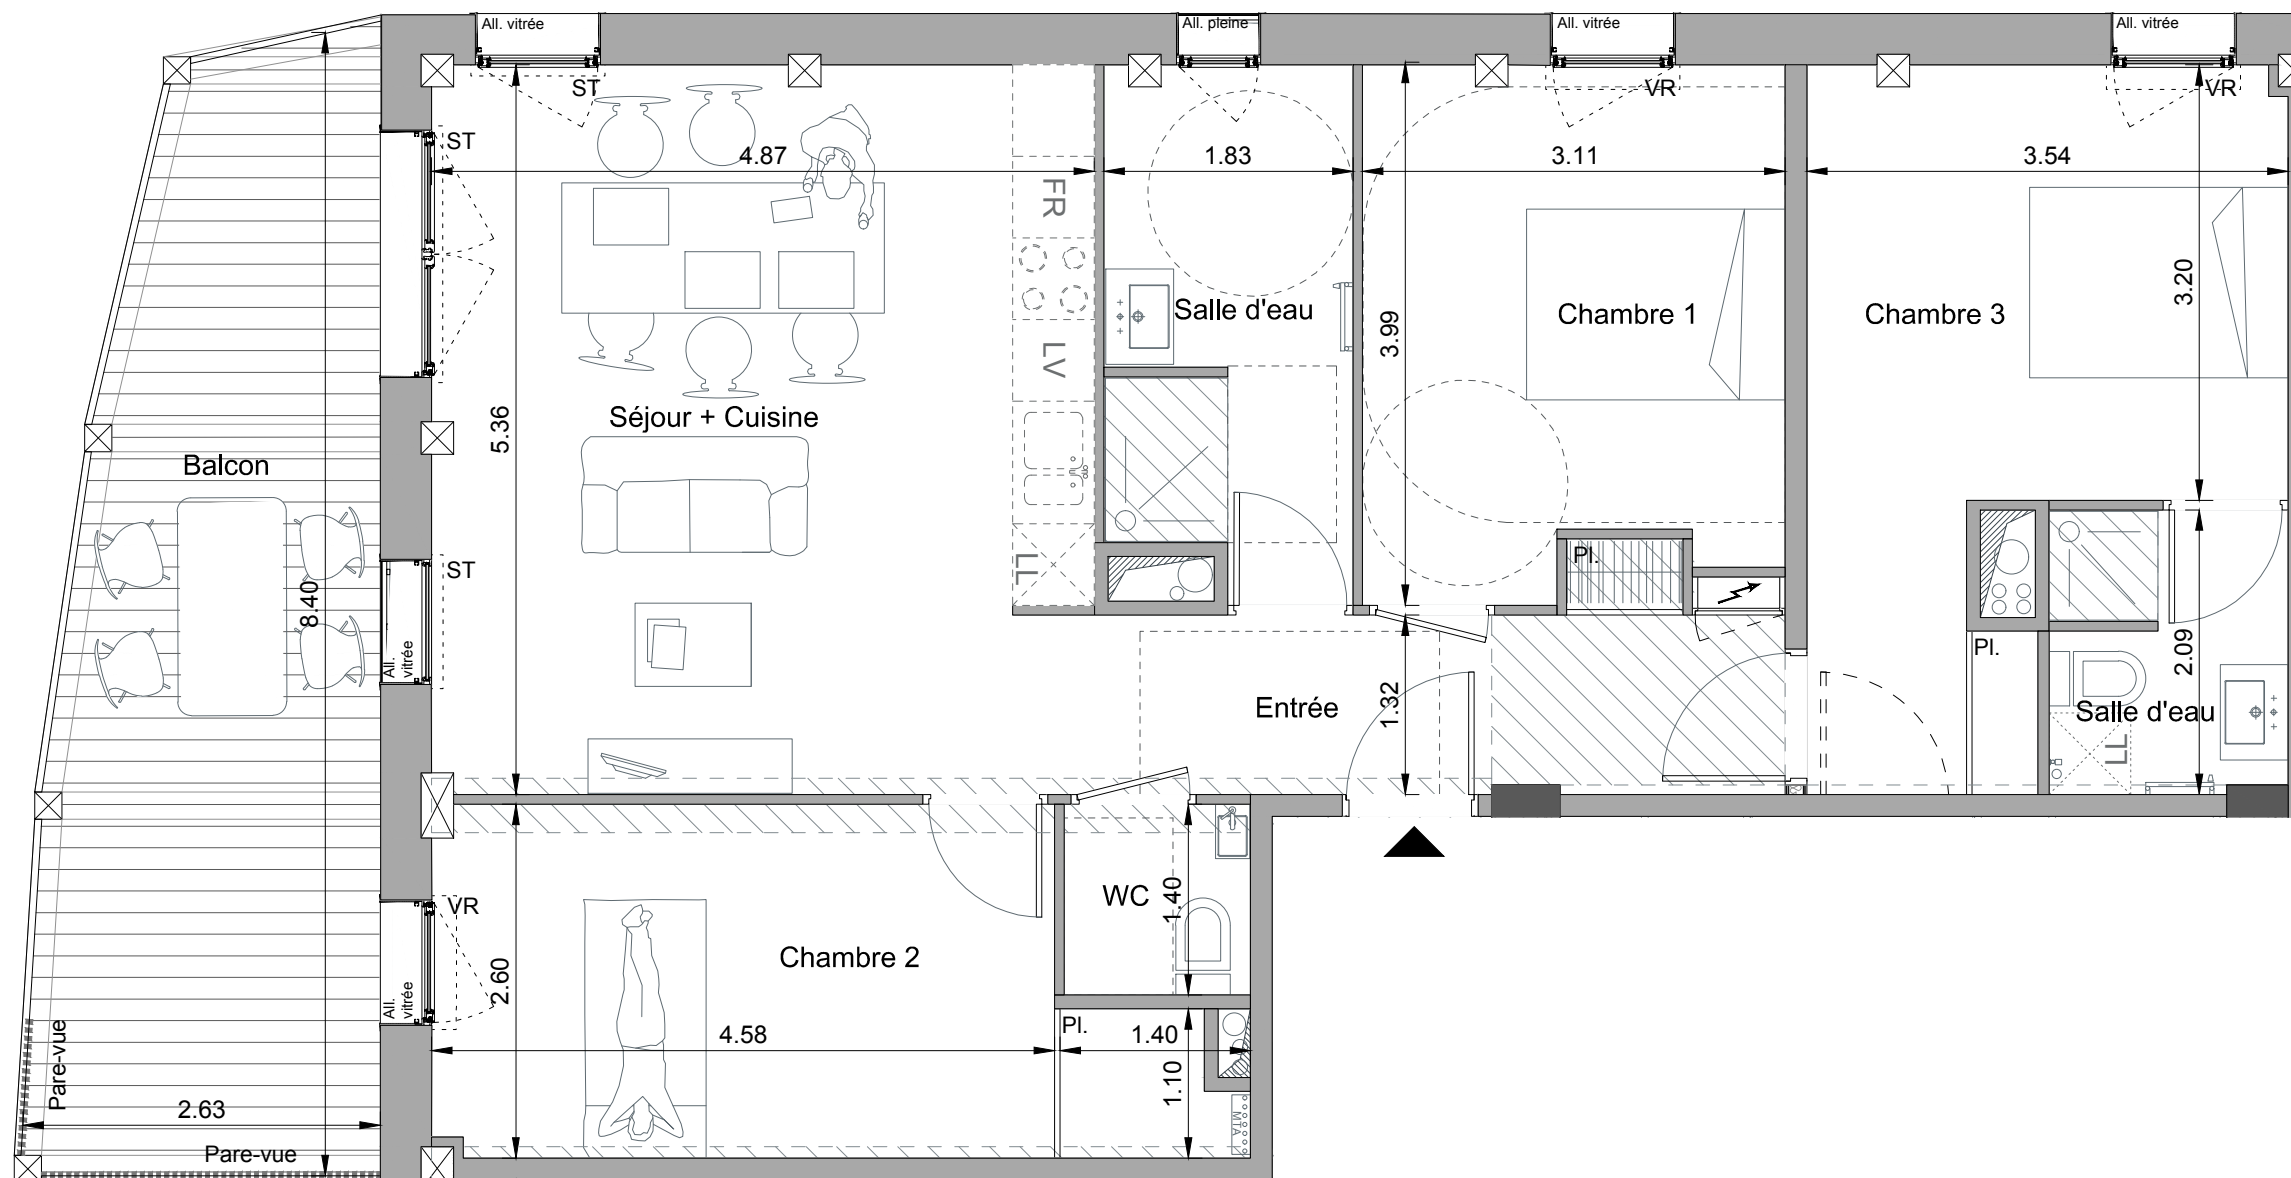 All. vitrée
All. pleine
All. vitrée
All. vitrée
ST
VR
VR
ST
4.87
1.83
3.11
3.54
FR
3.20
Salle d'eau
Chambre 1
Chambre 3
3.99
LV
Séjour + Cuisine
5.36
Balcon
Pl.
ST
LL
8.40
All.
vitrée
Pl.
2.09
Entrée
1.32
Salle d'eau
LL
VR
WC
1.40
Chambre 2
2.60
All.
vitrée
Pl.
4.58
1.40
Pare-vue
1.10
2.63
MTA
Pare-vue